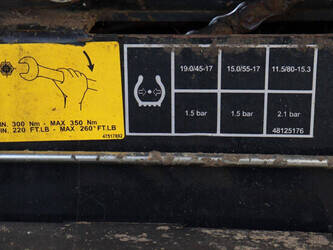 19.0/45-17 15.0/55-17 11.5/80-15.3
1.5 bar 1.5 bar 2.1 bar
48125176
MIN. 300 Nm - MAX 350 Nm
MIN. 220 FT.LB - MAX 260 FT.LB
47517892